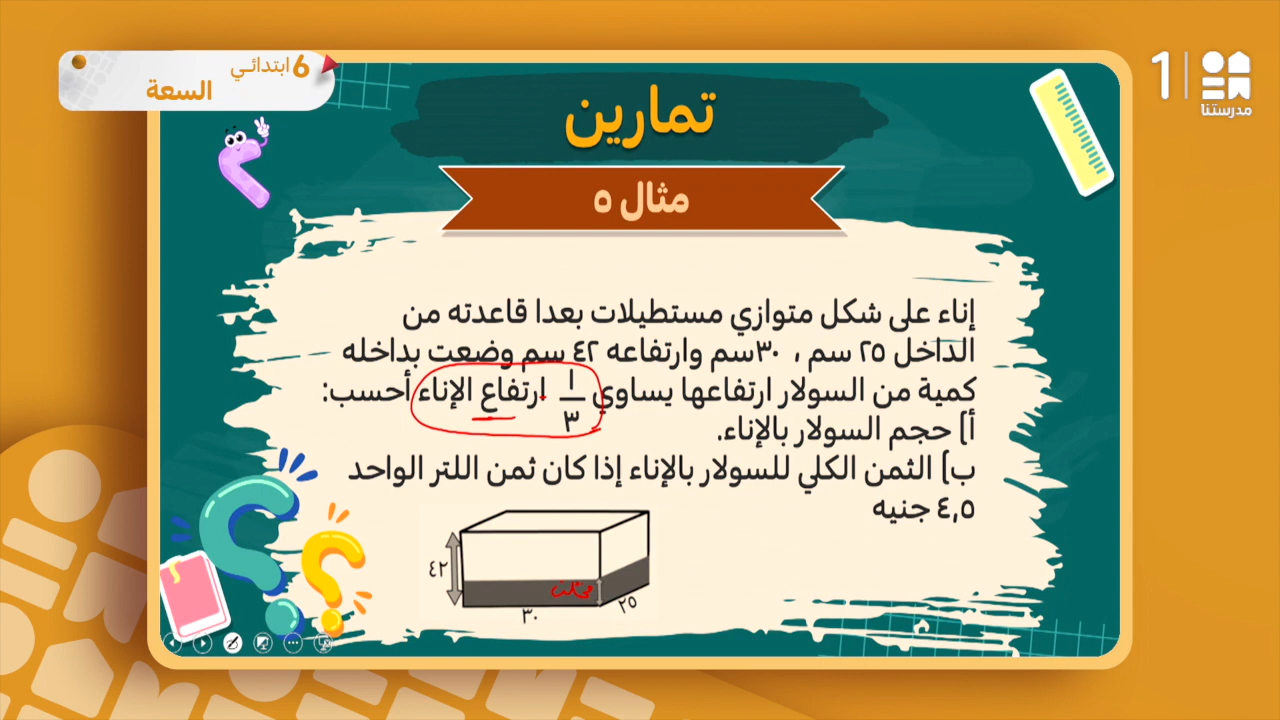 6 ابتدائي
السعة
1
مدرستنا
تمارين
مثال ٥
إناء على شكل متوازي مستطيلات بعدا قاعدته من
الداخل ٢٥ سم ، ٣٠سم وارتفاعه ٤٢ سم وضعت بداخله
كمية من السولار ارتفاعها يساوى ١/٣ ارتفاع الإناء أحسب:
أ) حجم السولار بالإناء.
ب) الثمن الكلي للسولار بالإناء إذا كان ثمن اللتر الواحد
٤,٥ جنيه
٤٢
٣٠
٢٥